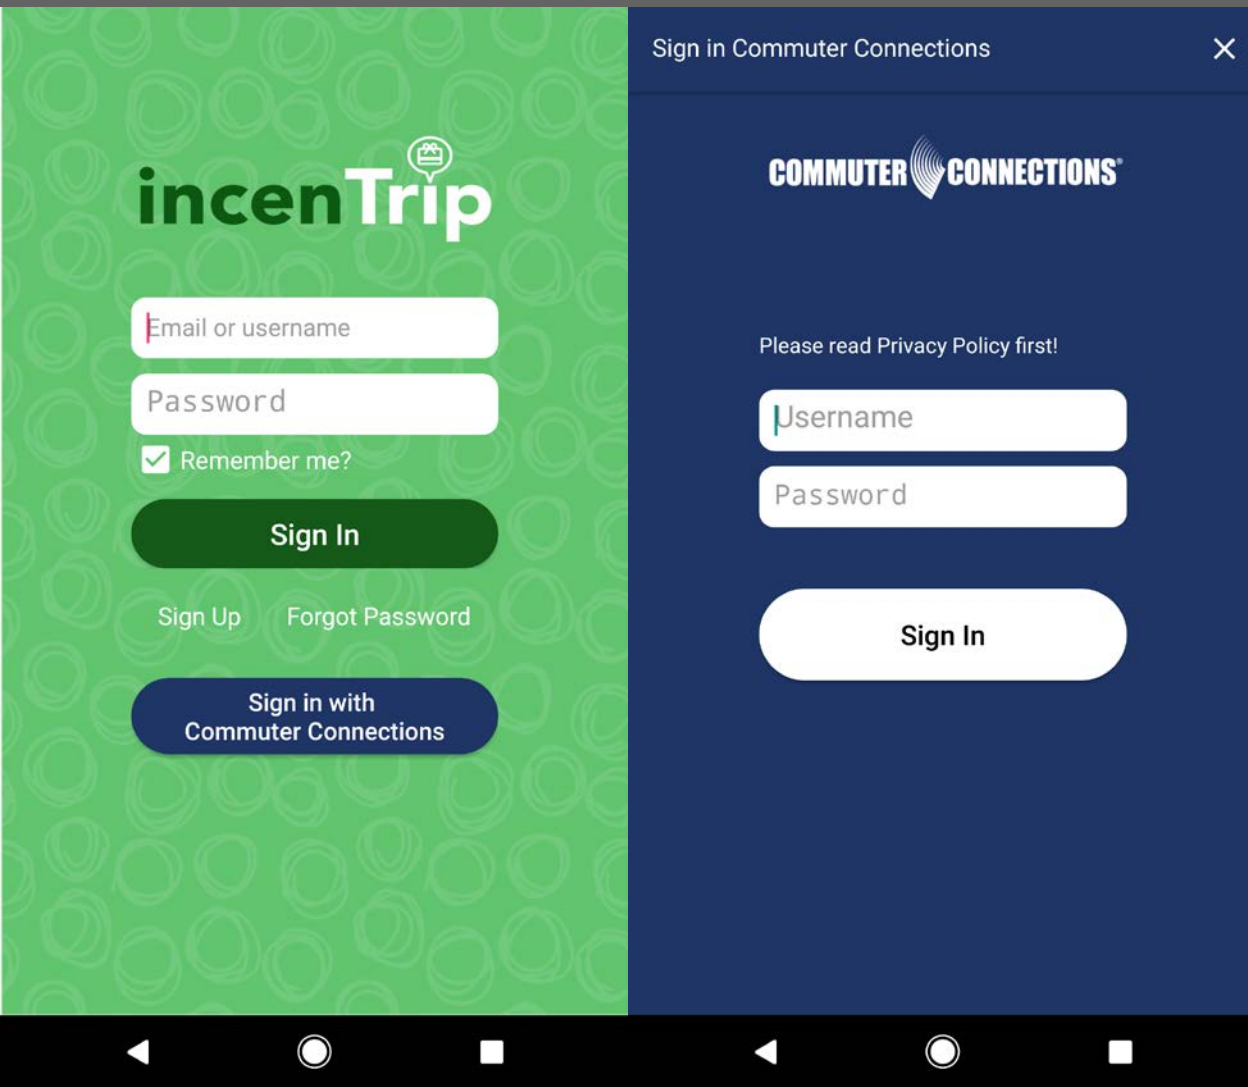 incenTrip
Email or username
Password
Remember me?
Sign In
Sign Up Forgot Password
Sign in with
Commuter Connections
Sign in Commuter Connections
COMMUTER CONNECTIONS®
Please read Privacy Policy first!
Username
Password
Sign In